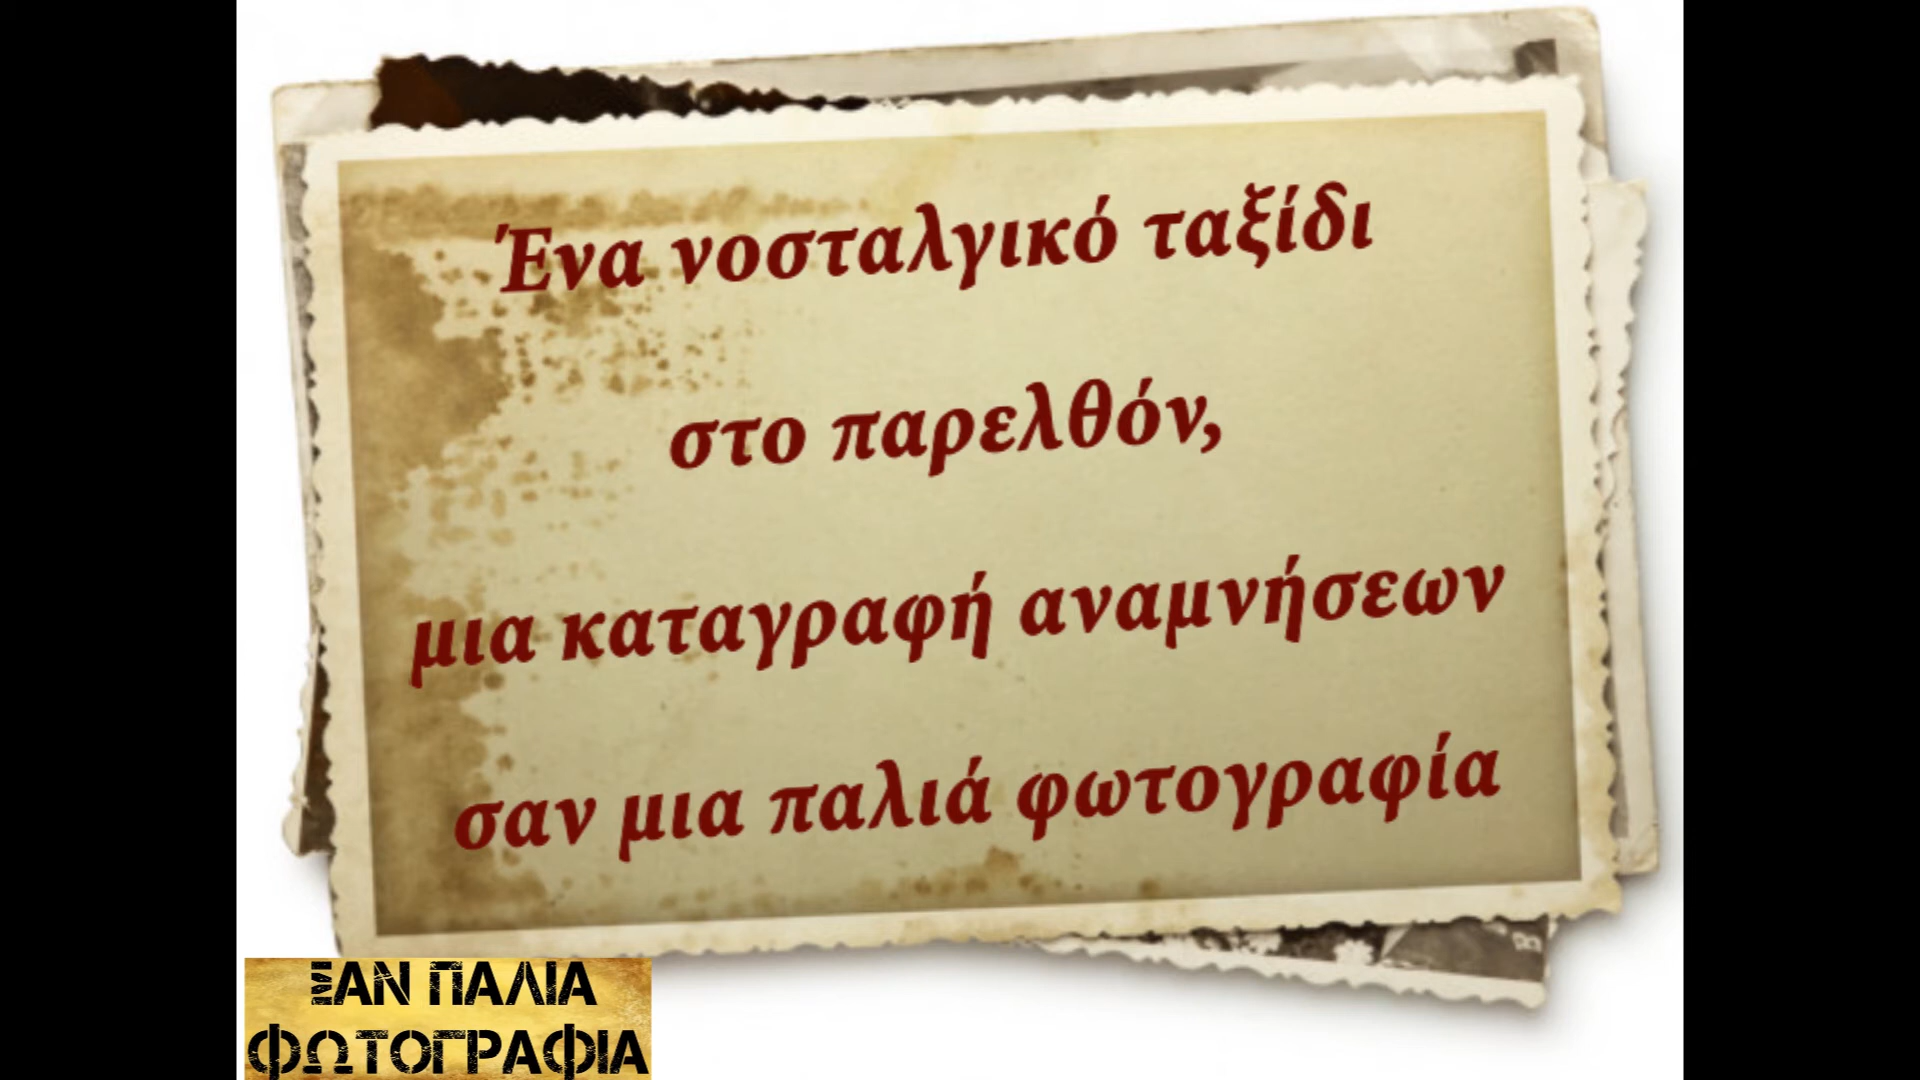 Ένα νοσταλγικό ταξίδι
στο παρελθόν,
μια καταγραφή αναμνήσεων
σαν μια παλιά φωτογραφία
ΣΑΝ ΠΑΛΙΑ
ΦΩΤΟΓΡΑΦΙΑ